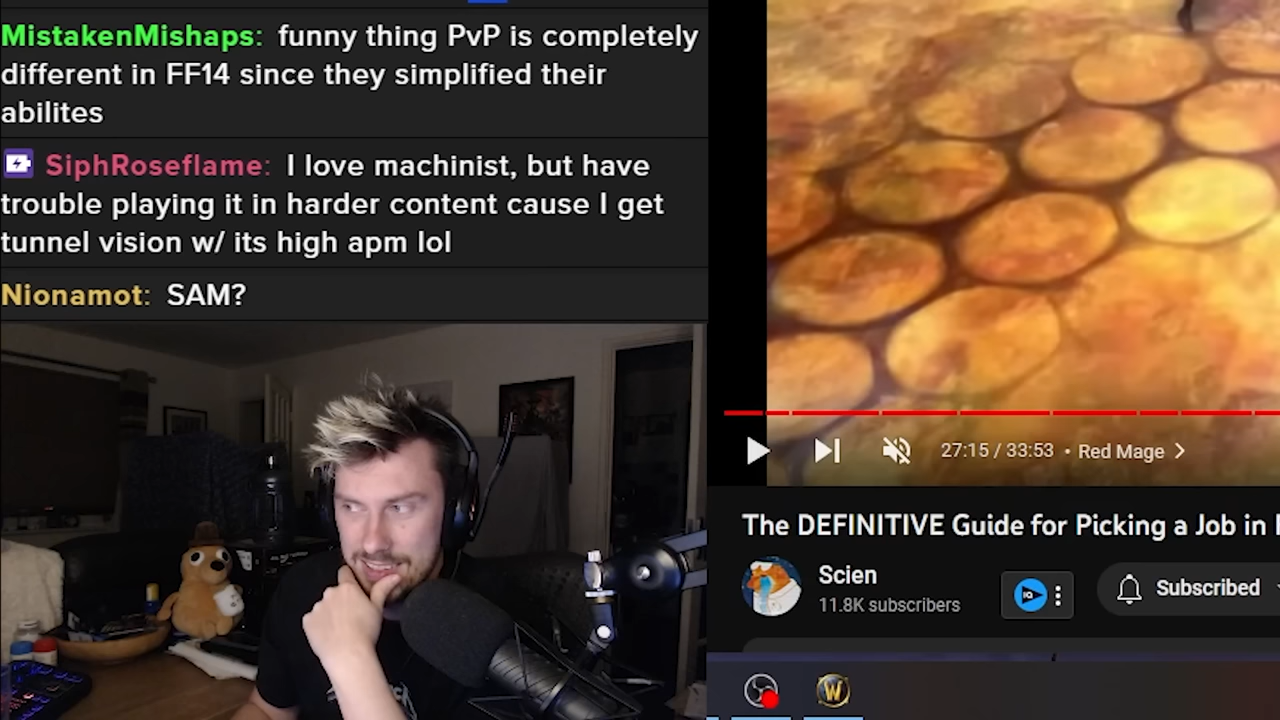 MistakenMishaps: funny thing PvP is completely
different in FF14 since they simplified their
abilites
SiphRoseflame: I love machinist, but have
trouble playing it in harder content cause I get
tunnel vision w/ its high apm lol
Nionamot: SAM?
27:15 / 33:53 • Red Mage >
The DEFINITIVE Guide for Picking a Job in
Scien
11.8K subscribers
IQ
Subscribed
W